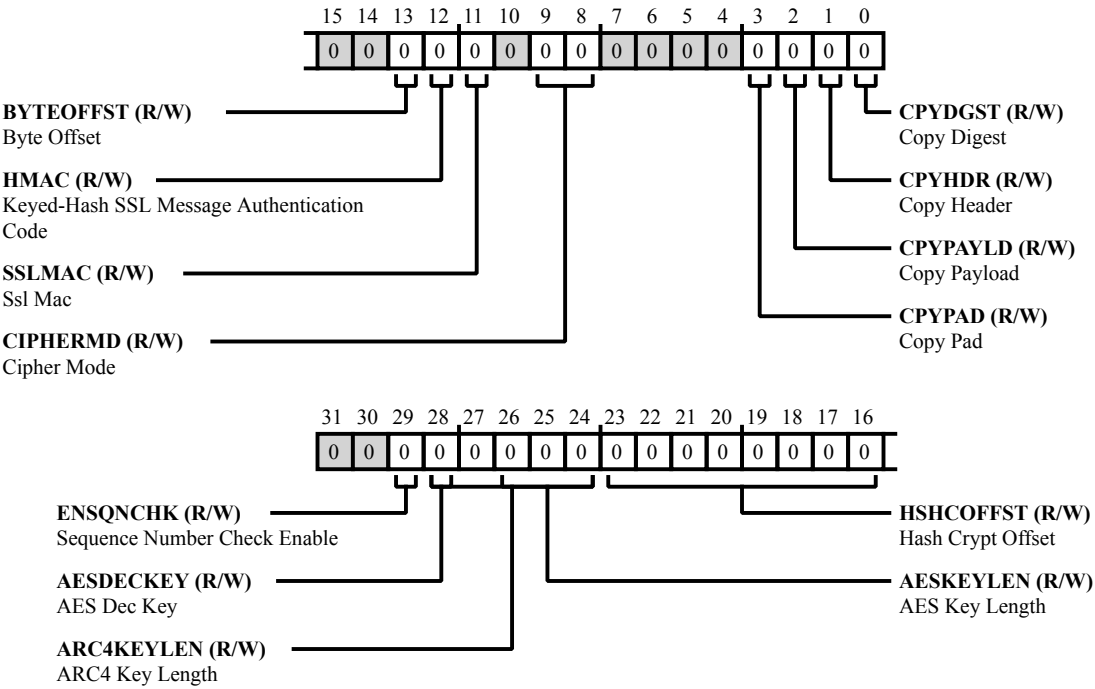 15 14 13 12 11 10 9 8 7 6 5 4 3 2 1 0
0 0 0 0 0 0 0 0 0 0 0 0 0 0 0 0
BYTEOFFST (R/W)
Byte Offset
HMAC (R/W)
Keyed-Hash SSL Message Authentication
Code
SSLMAC (R/W)
Ssl Mac
CIPHERMD (R/W)
Cipher Mode
CPYDGST (R/W)
Copy Digest
CPYHDR (R/W)
Copy Header
CPYPAYLD (R/W)
Copy Payload
CPYPAD (R/W)
Copy Pad
31 30 29 28 27 26 25 24 23 22 21 20 19 18 17 16
0 0 0 0 0 0 0 0 0 0 0 0 0 0 0 0
ENSQNCHK (R/W)
Sequence Number Check Enable
AESDECKEY (R/W)
AES Dec Key
ARC4KEYLEN (R/W)
ARC4 Key Length
HSHCOFFST (R/W)
Hash Crypt Offset
AESKEYLEN (R/W)
AES Key Length